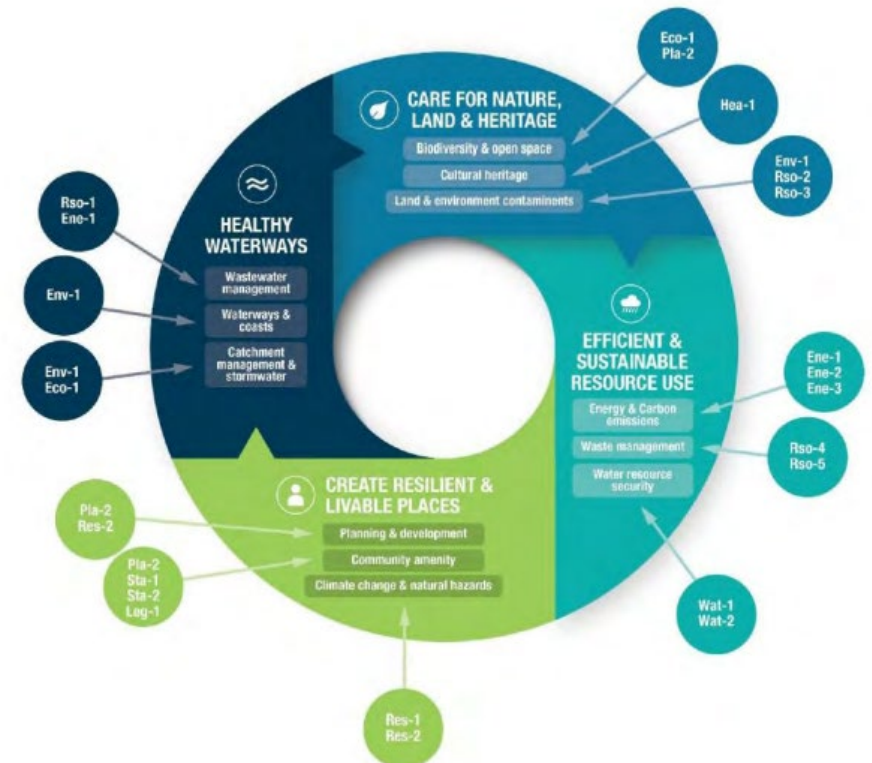 Eco-1
Pla-2
CARE FOR NATURE,
LAND & HERITAGE
Biodiversity & open space
Cultural heritage
Land & environment contaminents
Hea-1
Env-1
Rso-2
Rso-3
HEALTHY
WATERWAYS
Wastewater
management
Waterways &
coasts
Catchment
management &
stormwater
Rso-1
Ene-1
Env-1
Env-1
Eco-1
EFFICIENT &
SUSTAINABLE
RESOURCE USE
Energy & Carbon
emissions
Waste management
Water resource
security
Ene-1
Ene-2
Ene-3
Rso-4
Rso-5
Wat-1
Wat-2
CREATE RESILIENT &
LIVABLE PLACES
Planning & development
Community amenity
Climate change & natural hazards
Pla-2
Res-2
Pla-2
Sta-1
Sta-2
Leg-1
Res-1
Res-2